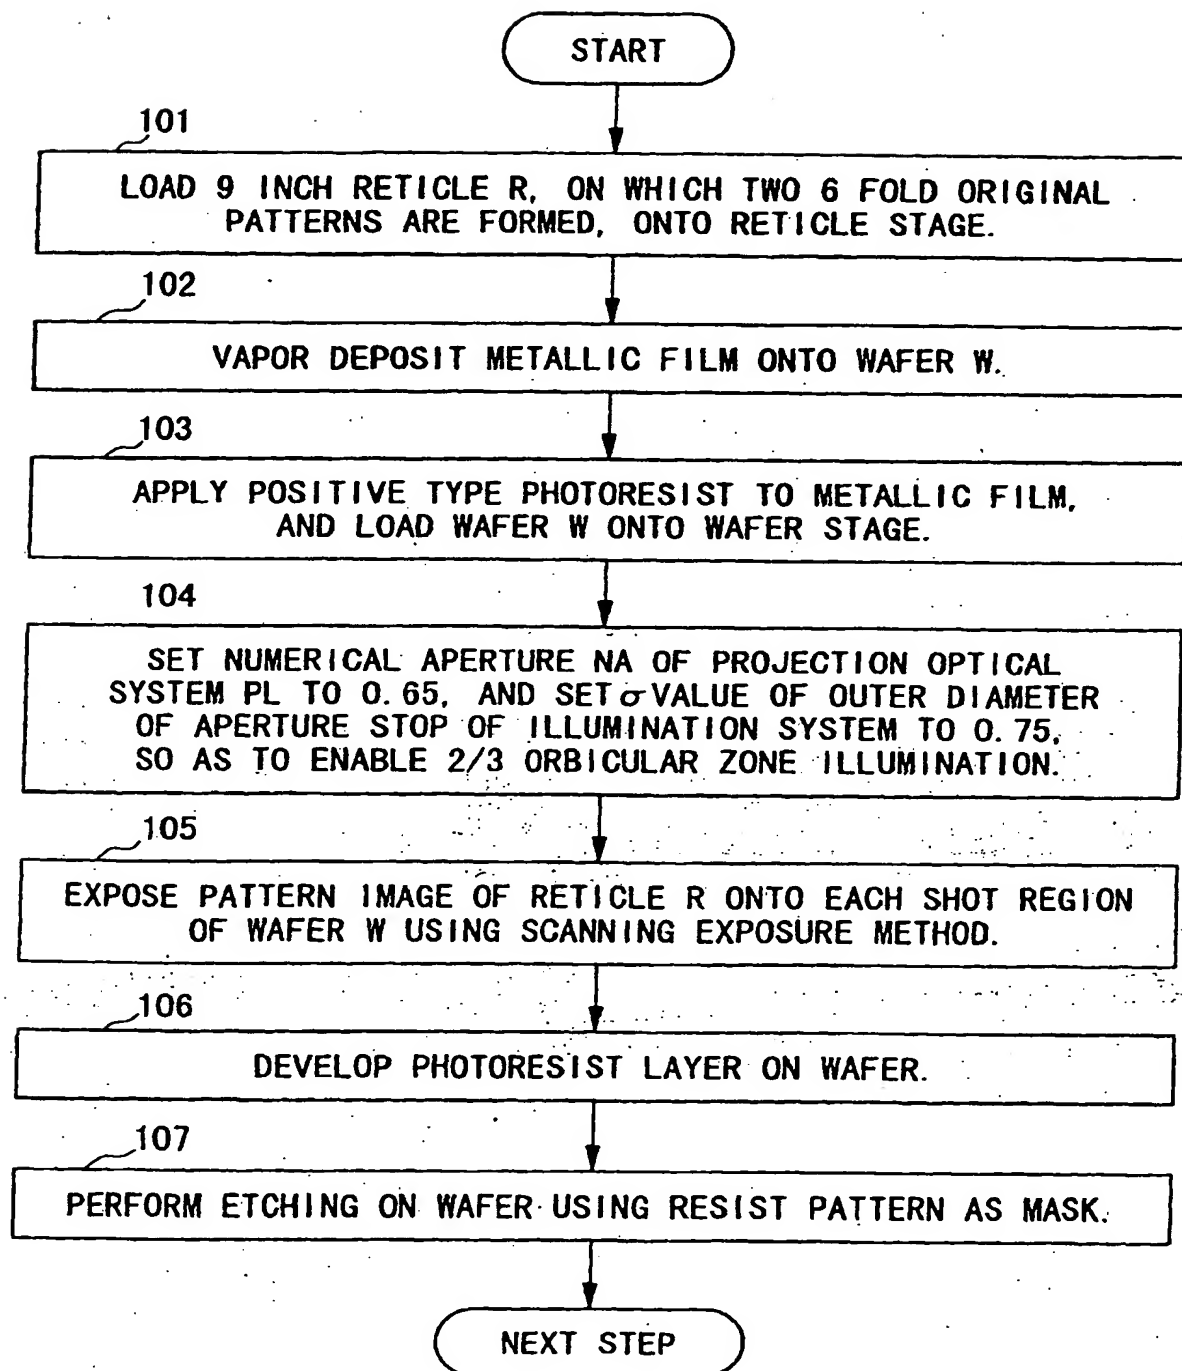 START
101
LOAD 9 INCH RETICLE R, ON WHICH TWO 6 FOLD ORIGINAL
PATTERNS ARE FORMED, ONTO RETICLE STAGE.
102
VAPOR DEPOSIT METALLIC FILM ONTO WAFER W.
103
APPLY POSITIVE TYPE PHOTORESIST TO METALLIC FILM,
AND LOAD WAFER W ONTO WAFER STAGE.
104
SET NUMERICAL APERTURE NA OF PROJECTION OPTICAL
SYSTEM PL TO 0.65, AND SET σ VALUE OF OUTER DIAMETER
OF APERTURE STOP OF ILLUMINATION SYSTEM TO 0.75,
SO AS TO ENABLE 2/3 ORBICULAR ZONE ILLUMINATION.
105
EXPOSE PATTERN IMAGE OF RETICLE R ONTO EACH SHOT REGION
OF WAFER W USING SCANNING EXPOSURE METHOD.
106
DEVELOP PHOTORESIST LAYER ON WAFER.
107
PERFORM ETCHING ON WAFER USING RESIST PATTERN AS MASK.
NEXT STEP